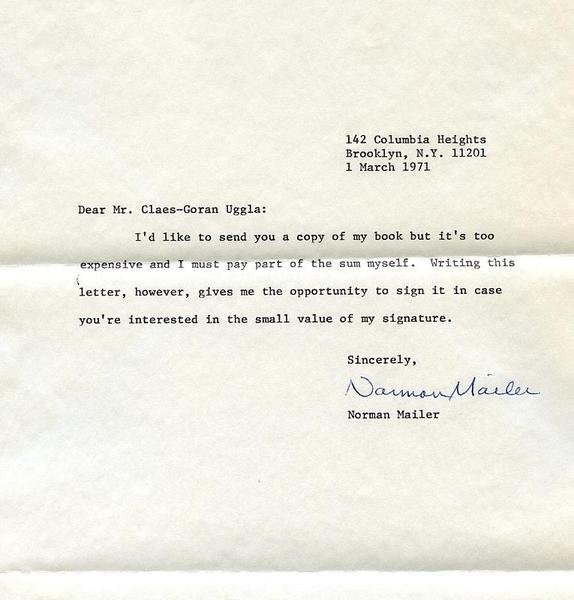 142 Columbia Heights
Brooklyn, N.Y. 11201
1 March 1971
Dear Mr. Claes-Goran Uggla:
I'd like to send you a copy of my book but it's too
expensive and I must pay part of the sum myself. Writing this
letter, however, gives me the opportunity to sign it in case
you're interested in the small value of my signature.
Sincerely,
Norman Mailer
Norman Mailer